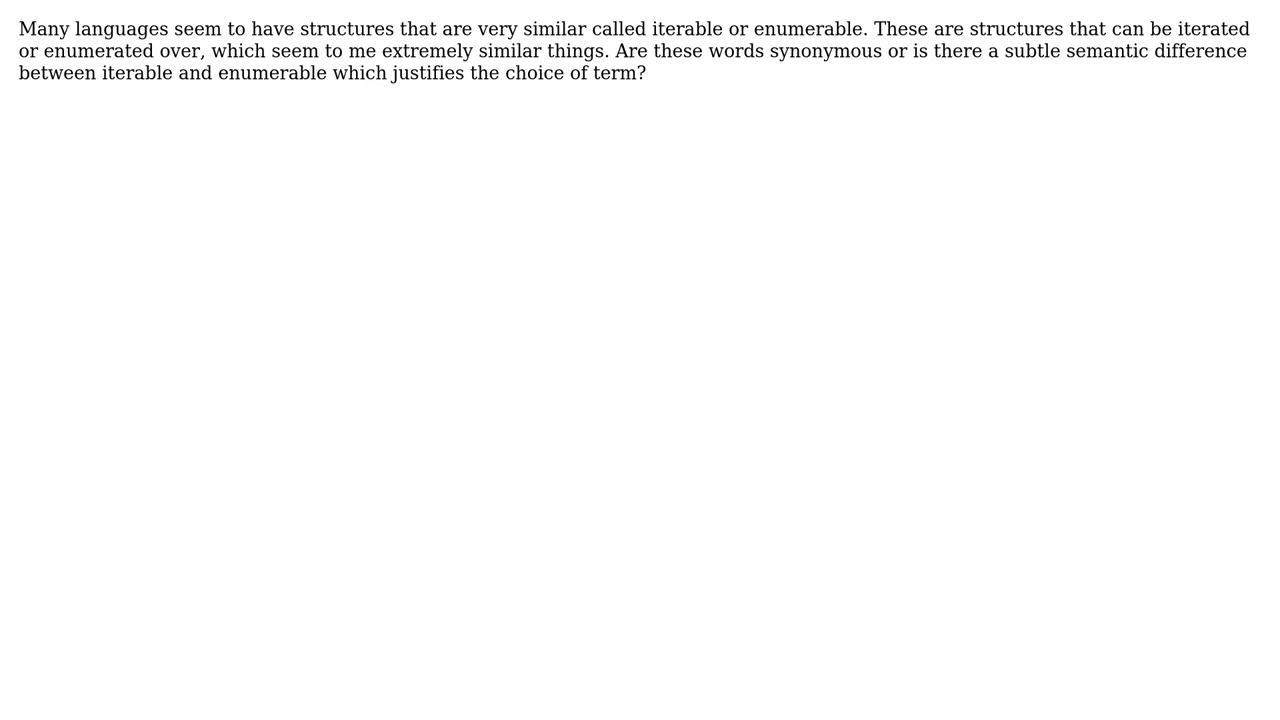 Many languages seem to have structures that are very similar called iterable or enumerable. These are structures that can be iterated
or enumerated over, which seem to me extremely similar things. Are these words synonymous or is there a subtle semantic difference
between iterable and enumerable which justifies the choice of term?